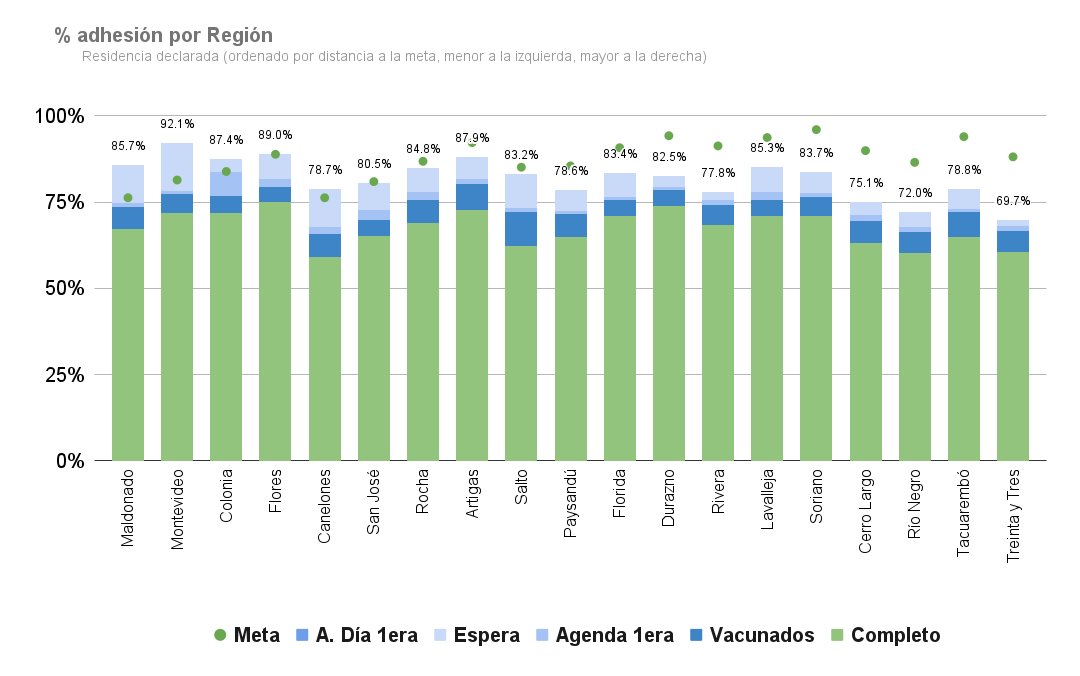 % adhesión por Región
Residencia declarada (ordenado por distancia a la meta, menor a la izquierda, mayor a la derecha)
100%
75%
50%
25%
0%
85.7%
92.1%
87.4%
89.0%
78.7%
80.5%
84.8%
87.9%
83.2%
78.6%
83.4%
82.5%
77.8%
85.3%
83.7%
75.1%
72.0%
78.8%
69.7%
Maldonado
Montevideo
Colonia
Flores
Canelones
San José
Rocha
Artigas
Salto
Paysandú
Florida
Durazno
Rivera
Lavalleja
Soriano
Cerro Largo
Río Negro
Tacuarembó
Treinta y Tres
Meta A. Día 1era Espera Agenda 1era Vacunados Completo